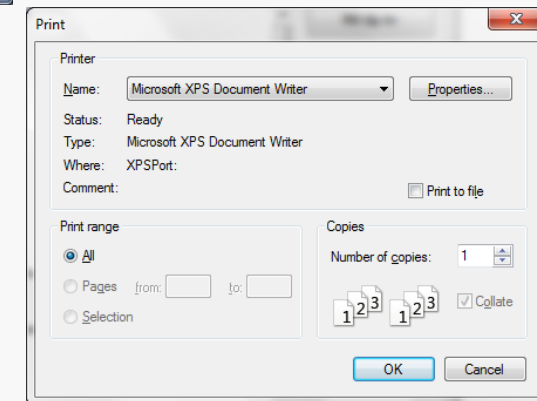 Print
Printer
Name: Microsoft XPS Document Writer Properties...
Status: Ready
Type: Microsoft XPS Document Writer
Where: XPSPort:
Comment: Print to file
Print range
All
Pages from: to:
Selection
Copies
Number of copies: 1
1 2 3 1 2 3 Collate
OK Cancel